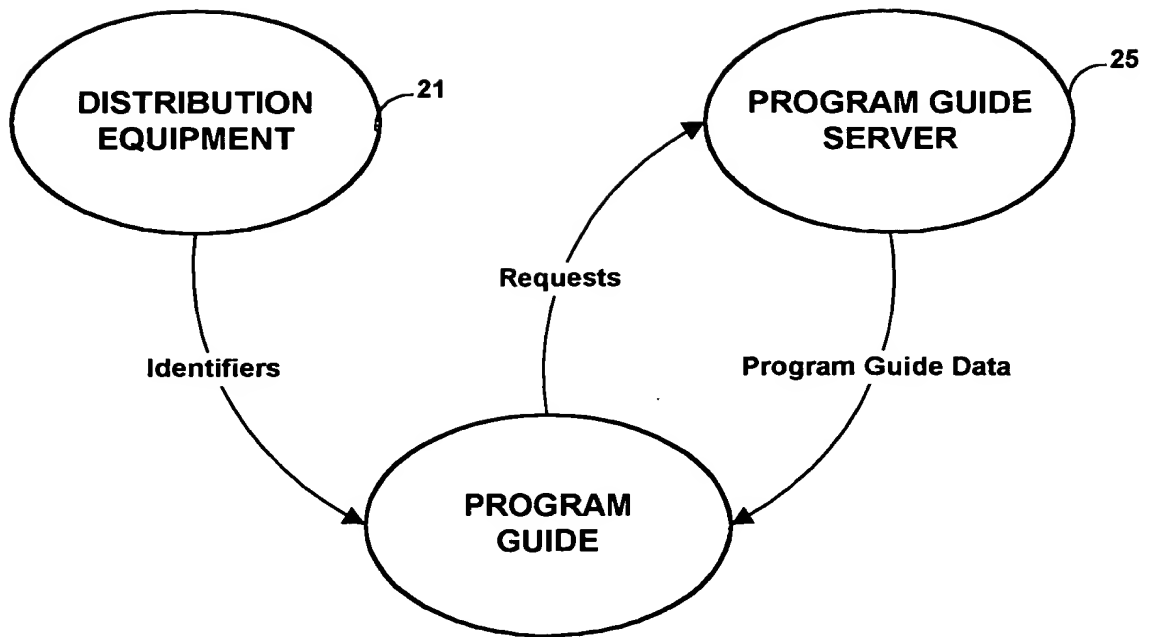 DISTRIBUTION
EQUIPMENT
21
PROGRAM GUIDE
SERVER
25
Requests
Identifiers
Program Guide Data
PROGRAM
GUIDE